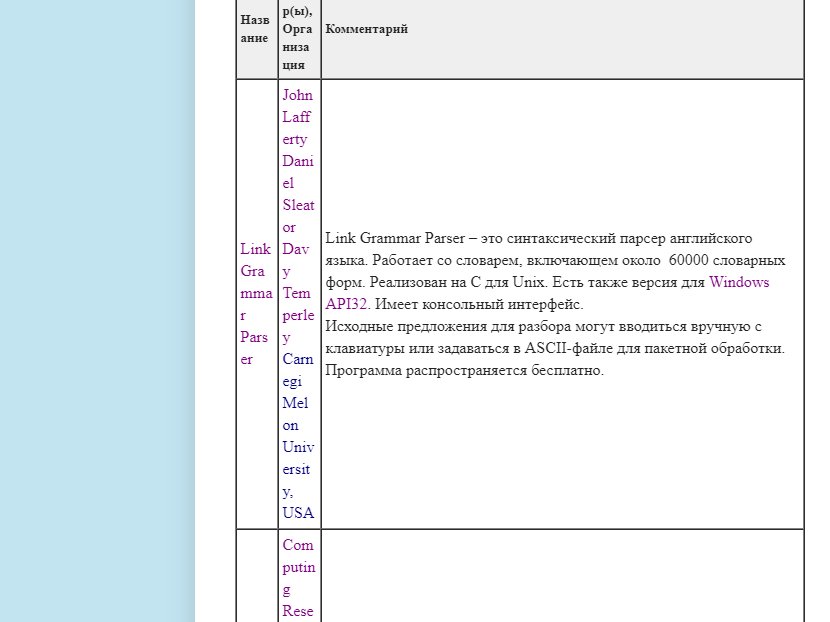 Назв
ание
р(ы),
Орга
низа
ция
Комментарий
Link
Gra
mma
r
Pars
er
John
Laff
erty
Dani
el
Sleat
or
Dav
y
Tem
perle
y
Carn
egi
Mel
on
Univ
ersit
y,
USA
Link Grammar Parser – это синтаксический парсер английского
языка. Работает со словарем, включающем около  60000 словарных
форм. Реализован на С для Unix. Есть также версия для Windows
API32. Имеет консольный интерфейс.
Исходные предложения для разбора могут вводиться вручную с
клавиатуры или задаваться в ASCII-файле для пакетной обработки.
Программа распространяется бесплатно.
Com
putin
g
Rese